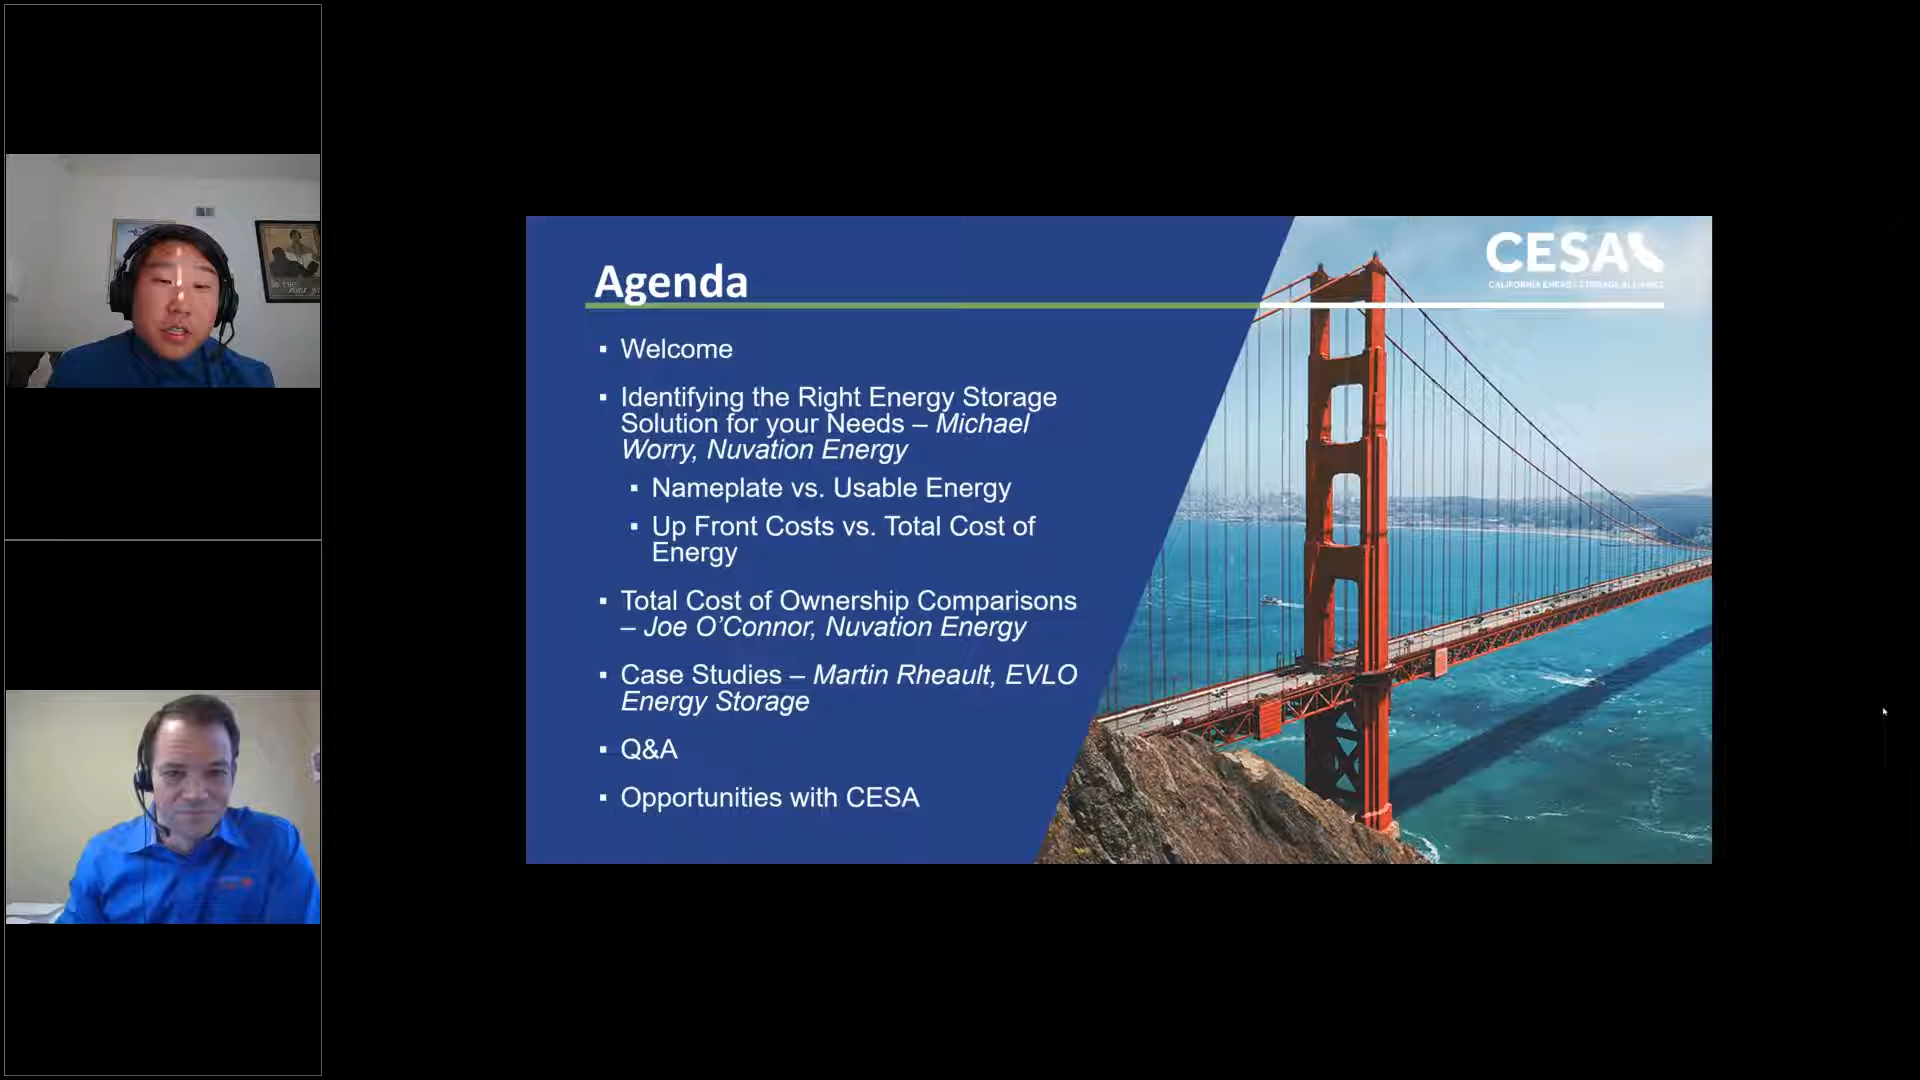 Agenda
CESA
CALIFORNIA ENERGY STORAGE ALLIANCE
▪ Welcome
▪ Identifying the Right Energy Storage
Solution for your Needs – Michael
Worry, Nuvation Energy
▪ Nameplate vs. Usable Energy
▪ Up Front Costs vs. Total Cost of
Energy
▪ Total Cost of Ownership Comparisons
– Joe O’Connor, Nuvation Energy
▪ Case Studies – Martin Rheault, EVLO
Energy Storage
▪ Q&A
▪ Opportunities with CESA